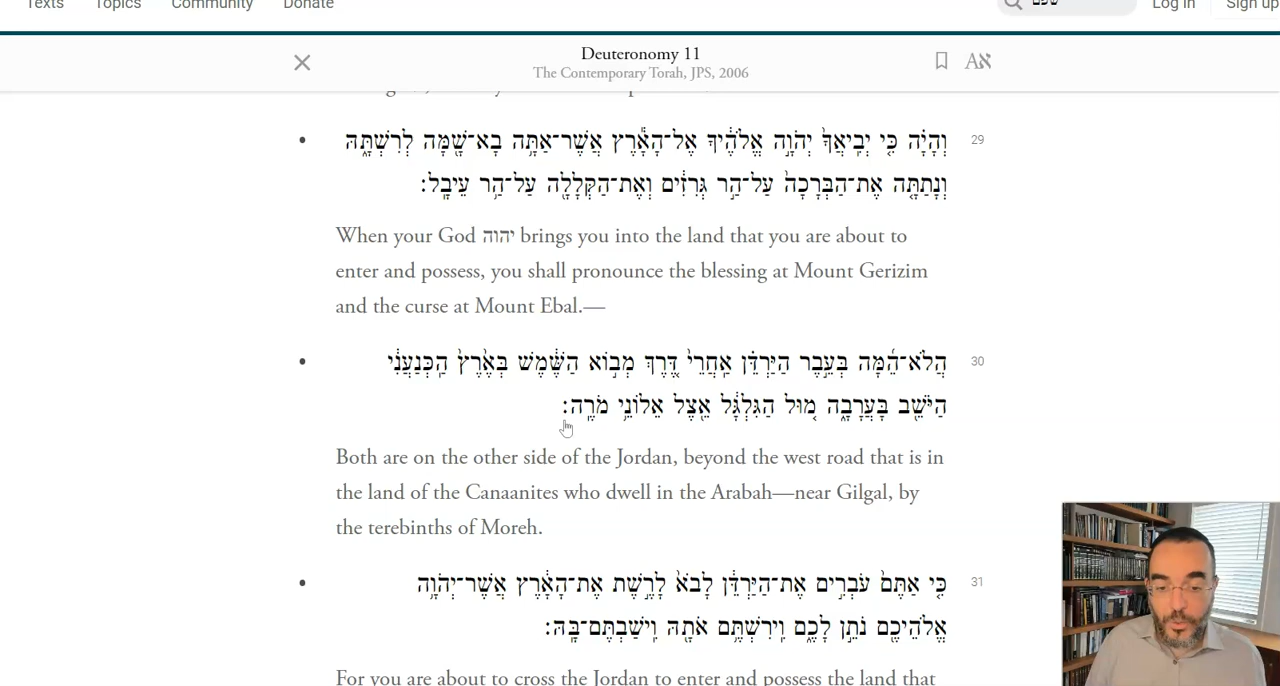 Texts Topics Community Donate Log in Sign up
Deuteronomy 11
The Contemporary Torah, JPS, 2006
29
וְהָיָ֗ה כִּ֤י יְבִֽיאֲךָ֙ יְהֹוָ֣ה אֱלֹהֶ֔יךָ אֶל־הָאָ֕רֶץ אֲשֶׁר־אַתָּ֥ה בָא־שָׁ֖מָּה לְרִשְׁתָּ֑הּ
וְנָתַתָּ֤ה אֶת־הַבְּרָכָה֙ עַל־הַ֣ר גְּרִזִ֔ים וְאֶת־הַקְּלָלָ֖ה עַל־הַ֥ר עֵיבָֽל׃
When your God יהוה brings you into the land that you are about to
enter and possess, you shall pronounce the blessing at Mount Gerizim
and the curse at Mount Ebal.—
30
הֲלֹא־הֵ֜מָּה בְּעֵ֣בֶר הַיַּרְדֵּ֗ן אַֽחֲרֵי֙ דֶּ֚רֶךְ מְב֣וֹא הַשֶּׁ֔מֶשׁ בְּאֶ֙רֶץ֙ הַֽכְּנַעֲנִ֔י
הַיֹּשֵׁ֖ב בָּעֲרָבָ֑ה מ֚וּל הַגִּלְגָּ֔ל אֵ֖צֶל אֵלוֹנֵ֥י מֹרֶֽה׃
Both are on the other side of the Jordan, beyond the west road that is in
the land of the Canaanites who dwell in the Arabah—near Gilgal, by
the terebinths of Moreh.
31
כִּ֤י אַתֶּם֙ עֹבְרִ֣ים אֶת־הַיַּרְדֵּ֔ן לָבֹא֙ לָרֶ֣שֶׁת אֶת־הָאָ֔רֶץ אֲשֶׁר־יְהֹוָ֥ה
אֱלֹהֵיכֶ֖ם נֹתֵ֣ן לָכֶ֑ם וִֽירִשְׁתֶּ֥ם אֹתָ֖הּ וִֽישַׁבְתֶּם־בָּֽהּ׃
For you are about to cross the Jordan to enter and possess the land that